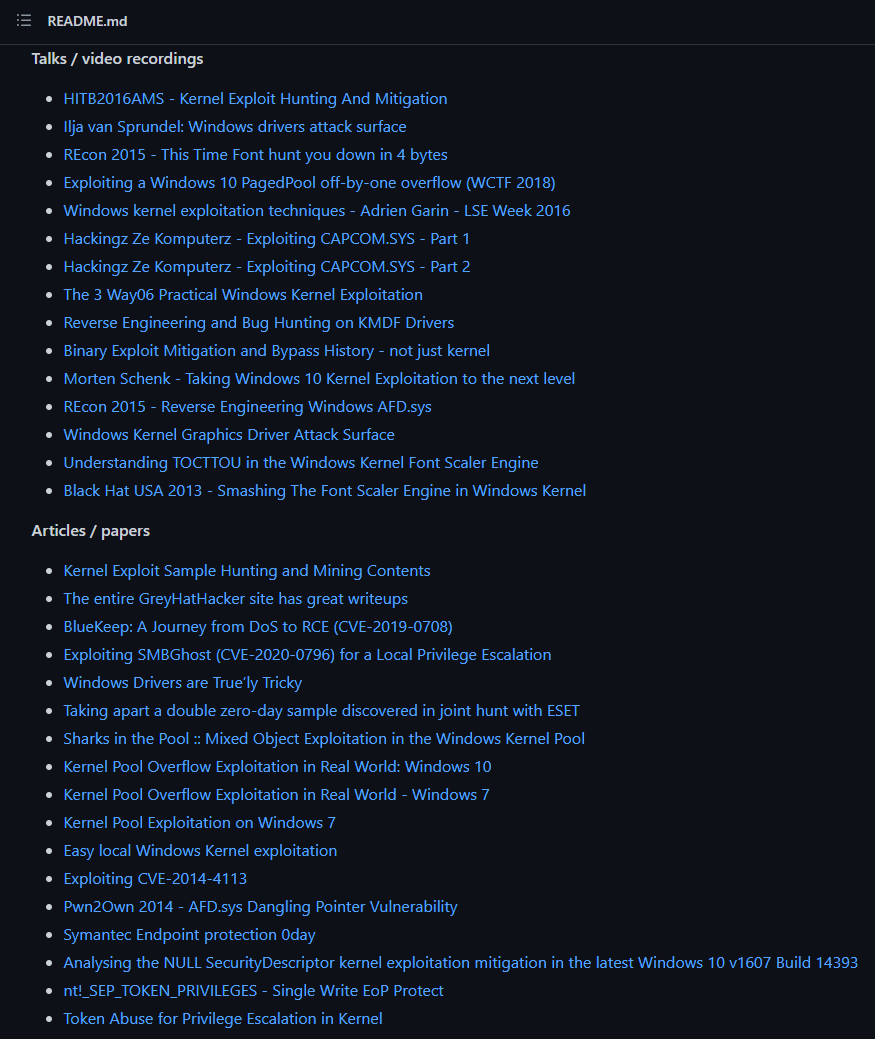 README.md
Talks / video recordings
HITB2016AMS - Kernel Exploit Hunting And Mitigation
Ilja van Sprundel: Windows drivers attack surface
REcon 2015 - This Time Font hunt you down in 4 bytes
Exploiting a Windows 10 PagedPool off-by-one overflow (WCTF 2018)
Windows kernel exploitation techniques - Adrien Garin - LSE Week 2016
Hackingz Ze Komputerz - Exploiting CAPCOM.SYS - Part 1
Hackingz Ze Komputerz - Exploiting CAPCOM.SYS - Part 2
The 3 Way06 Practical Windows Kernel Exploitation
Reverse Engineering and Bug Hunting on KMDF Drivers
Binary Exploit Mitigation and Bypass History - not just kernel
Morten Schenk - Taking Windows 10 Kernel Exploitation to the next level
REcon 2015 - Reverse Engineering Windows AFD.sys
Windows Kernel Graphics Driver Attack Surface
Understanding TOCTTOU in the Windows Kernel Font Scaler Engine
Black Hat USA 2013 - Smashing The Font Scaler Engine in Windows Kernel
Articles / papers
Kernel Exploit Sample Hunting and Mining Contents
The entire GreyHatHacker site has great writeups
BlueKeep: A Journey from DoS to RCE (CVE-2019-0708)
Exploiting SMBGhost (CVE-2020-0796) for a Local Privilege Escalation
Windows Drivers are True‘ly Tricky
Taking apart a double zero-day sample discovered in joint hunt with ESET
Sharks in the Pool :: Mixed Object Exploitation in the Windows Kernel Pool
Kernel Pool Overflow Exploitation in Real World: Windows 10
Kernel Pool Overflow Exploitation in Real World - Windows 7
Kernel Pool Exploitation on Windows 7
Easy local Windows Kernel exploitation
Exploiting CVE-2014-4113
Pwn2Own 2014 - AFD.sys Dangling Pointer Vulnerability
Symantec Endpoint protection 0day
Analysing the NULL SecurityDescriptor kernel exploitation mitigation in the latest Windows 10 v1607 Build 14393
nt!_SEP_TOKEN_PRIVILEGES - Single Write EoP Protect
Token Abuse for Privilege Escalation in Kernel